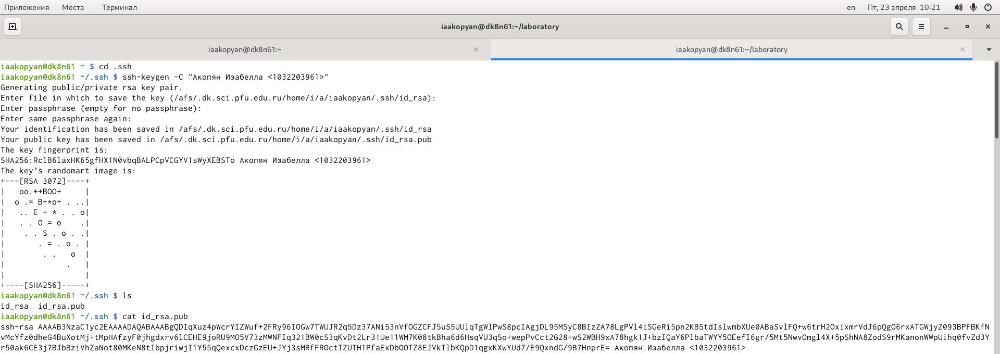 Приложения Места Терминал en Пт, 23 апреля 10:21
iaakopyan@dk8n61:~/laboratory
iaakopyan@dk8n61:~ iaakopyan@dk8n61:~/laboratory
iaakopyan@dk8n61 ~ $ cd .ssh
iaakopyan@dk8n61 ~/.ssh $ ssh-keygen -C "Акопян Изабелла <1032203961>"
Generating public/private rsa key pair.
Enter file in which to save the key (/afs/.dk.sci.pfu.edu.ru/home/i/a/iaakopyan/.ssh/id_rsa):
Enter passphrase (empty for no passphrase):
Enter same passphrase again:
Your identification has been saved in /afs/.dk.sci.pfu.edu.ru/home/i/a/iaakopyan/.ssh/id_rsa
Your public key has been saved in /afs/.dk.sci.pfu.edu.ru/home/i/a/iaakopyan/.ssh/id_rsa.pub
The key fingerprint is:
SHA256:RclB6laxHK65gfHX1N0vbqBALPCpVCGYV1sWyXEBSTo Акопян Изабелла <1032203961>
The key's randomart image is:
+---[RSA 3072]----+
|   oo.++BOO+     |
|  o .= B+*o+ . ..|
|   .. E + * . . o|
|   . . O = o    .|
|    . . S . o . .|
|       . = . o . |
|        . .   o  |
|             .   |
|                 |
+----[SHA256]-----+
iaakopyan@dk8n61 ~/.ssh $ ls
id_rsa  id_rsa.pub
iaakopyan@dk8n61 ~/.ssh $ cat id_rsa.pub
ssh-rsa AAAAB3NzaC1yc2EAAAADAQABAAABgQDIqXuz4pWcrYIZWuf+2FRy96IOGw7TWUJR2q5Dz37ANi53nVfOGZCFJ5uS5UUlqTgWlPwS8pcIAgjDL95MSyC8BIzZA78LgPVl4iSGeRi5pn2KB5tdIslwmbXUe0ABaSvlFQ+w6trH2OxixmrVdJ6pQgO6rxATGWjyZ093BPFBKfN
vMcYfz0dheG4BuXotMj+tMpHAfzyF0jhgdxrv6lCEHE9joRU9MO5V73zMWNFIq321BW0cS3qKvDt2Lr31Ue11WM7K08tkBha6d6HsqVU3qSo+wepPvCct2G28+wS2WBH9xA78hgk1J+bzIQaY6PlbaTWYY5OEefI6gr/5Mt5NwvOmgl4X+5pShNA8ZodS9rMKanonWWpUihq0fvZd3Y
r50ak6CE3j7BJbBziVhZaNot80MKeN8tIbpjriwjI1Y55qQexcxDczGzEU+JYj3sMRfFROctTZUTH1PfaExDbOOTZ8EJVkTlbKQpD1qgxKXwYUd7/E9QxndG/9B7HnprE= Акопян Изабелла <1032203961>